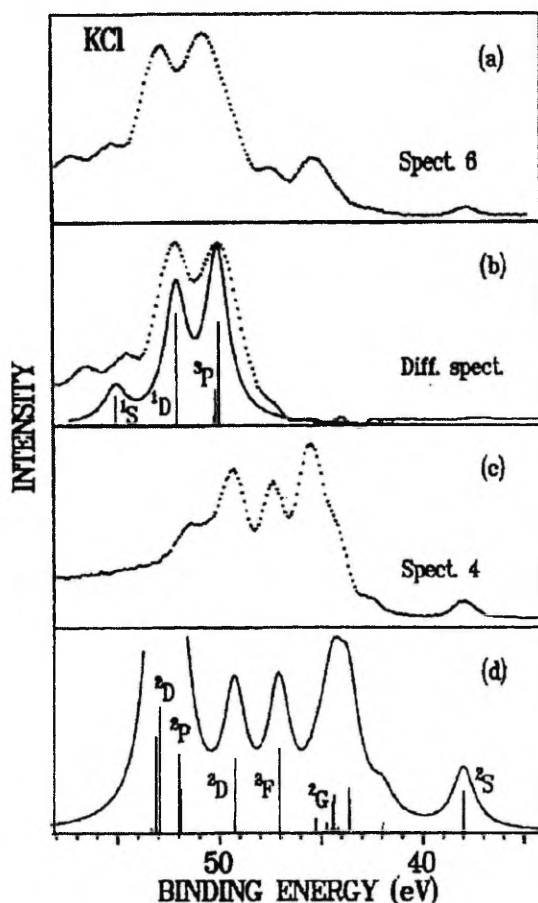 KCl
(a)
Spect. 6
(b)
Diff. spect.
¹S
¹D
³P
INTENSITY
(c)
Spect. 4
(d)
²D
²P
²D
²F
²G
²S
50
40
BINDING ENERGY (eV)